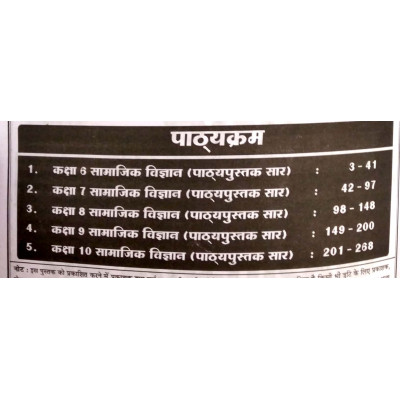 पाठ्यक्रम
1. कक्षा 6 सामाजिक विज्ञान (पाठ्यपुस्तक सार) : 3 - 41
2. कक्षा 7 सामाजिक विज्ञान (पाठ्यपुस्तक सार) : 42 - 97
3. कक्षा 8 सामाजिक विज्ञान (पाठ्यपुस्तक सार) : 98 - 148
4. कक्षा 9 सामाजिक विज्ञान (पाठ्यपुस्तक सार) : 149 - 200
5. कक्षा 10 सामाजिक विज्ञान (पाठ्यपुस्तक सार) : 201 - 268
नोट : इस पुस्तक को प्रकाशित करने में प्रकाशक